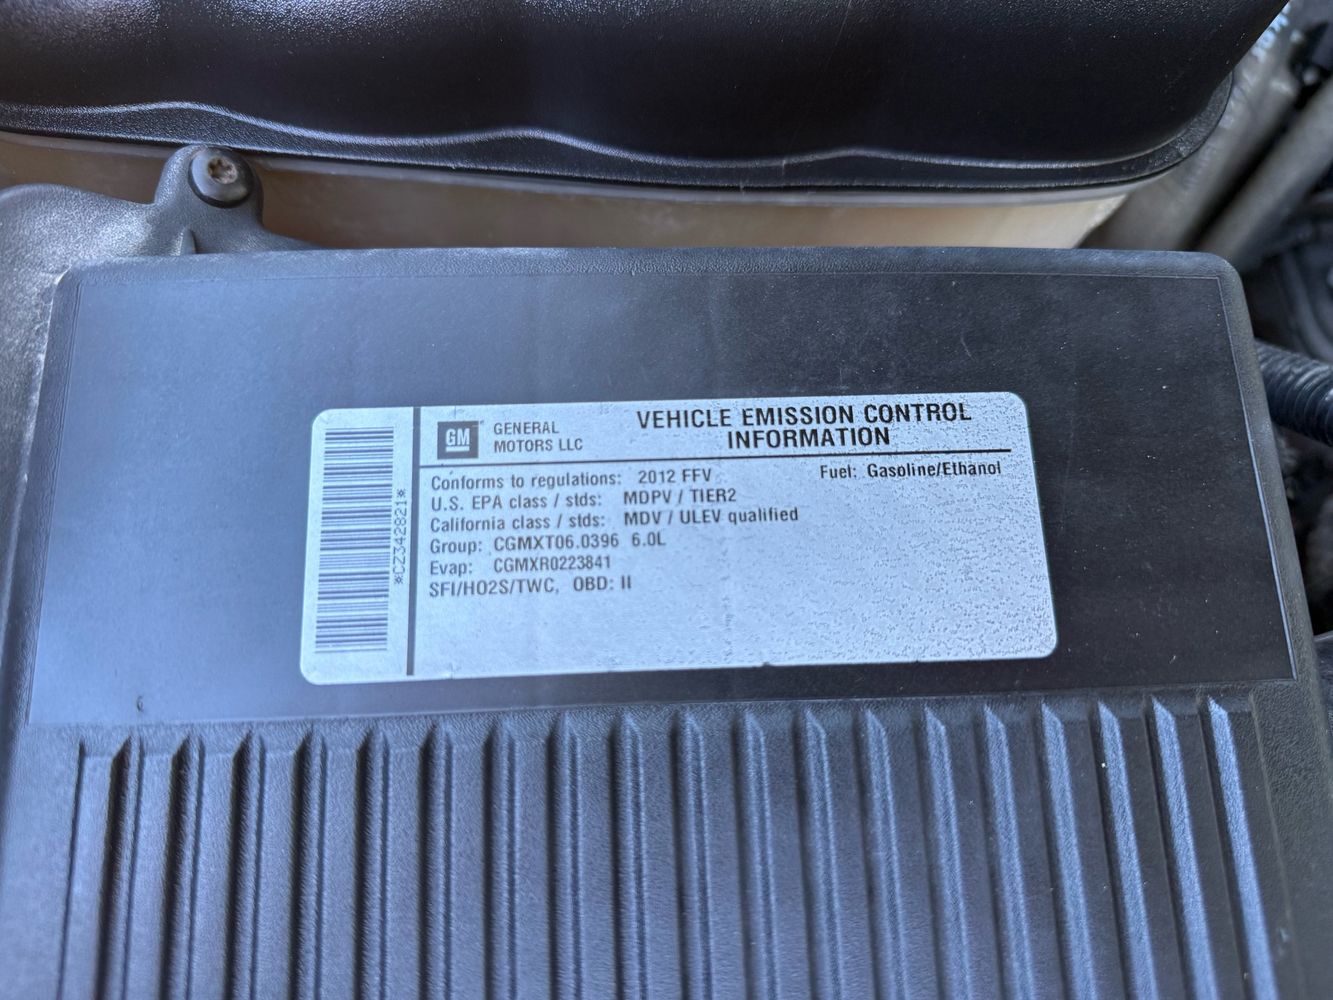 GM
GENERAL
MOTORS LLC
VEHICLE EMISSION CONTROL
INFORMATION
Conforms to regulations: 2012 FFV
Fuel: Gasoline/Ethanol
U.S. EPA class / stds: MDPV / TIER2
California class / stds: MDV / ULEV qualified
Group: CGMXT06.0396 6.0L
Evap: CGMXR0223841
SFI/HO2S/TWC, OBD: II
*CZ342821*